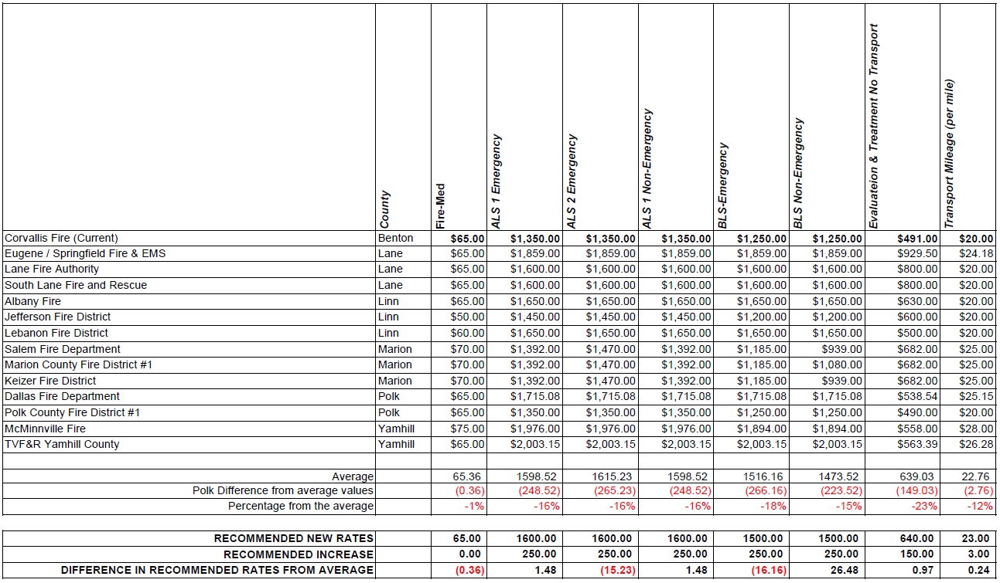 County Fire-Med ALS 1 Emergency ALS 2 Emergency ALS 1 Non-Emergency BLS-Emergency BLS Non-Emergency Evaluateion & Treatment No Transport Transport Mileage (per mile)
Corvallis Fire (Current) Benton $65.00 $1,350.00 $1,350.00 $1,350.00 $1,250.00 $1,250.00 $491.00 $20.00
Eugene / Springfield Fire & EMS Lane $65.00 $1,859.00 $1,859.00 $1,859.00 $1,859.00 $1,859.00 $929.50 $24.18
Lane Fire Authority Lane $65.00 $1,600.00 $1,600.00 $1,600.00 $1,600.00 $1,600.00 $800.00 $20.00
South Lane Fire and Rescue Lane $65.00 $1,600.00 $1,600.00 $1,600.00 $1,600.00 $1,600.00 $800.00 $20.00
Albany Fire Linn $65.00 $1,650.00 $1,650.00 $1,650.00 $1,650.00 $1,650.00 $630.00 $20.00
Jefferson Fire District Linn $50.00 $1,450.00 $1,450.00 $1,450.00 $1,200.00 $1,200.00 $600.00 $20.00
Lebanon Fire District Linn $60.00 $1,650.00 $1,650.00 $1,650.00 $1,650.00 $1,650.00 $500.00 $20.00
Salem Fire Department Marion $70.00 $1,392.00 $1,470.00 $1,392.00 $1,185.00 $939.00 $682.00 $25.00
Marion County Fire District #1 Marion $70.00 $1,392.00 $1,470.00 $1,392.00 $1,185.00 $1,080.00 $682.00 $25.00
Keizer Fire District Marion $70.00 $1,392.00 $1,470.00 $1,392.00 $1,185.00 $939.00 $682.00 $25.00
Dallas Fire Department Polk $65.00 $1,715.08 $1,715.08 $1,715.08 $1,715.08 $1,715.08 $538.54 $25.15
Polk County Fire District #1 Polk $65.00 $1,350.00 $1,350.00 $1,350.00 $1,250.00 $1,250.00 $490.00 $20.00
McMinnville Fire Yamhill $75.00 $1,976.00 $1,976.00 $1,976.00 $1,894.00 $1,894.00 $558.00 $28.00
TVF&R Yamhill County Yamhill $65.00 $2,003.15 $2,003.15 $2,003.15 $2,003.15 $2,003.15 $563.39 $26.28
Average 65.36 1598.52 1615.23 1598.52 1516.16 1473.52 639.03 22.76
Polk Difference from average values (0.36) (248.52) (265.23) (248.52) (266.16) (223.52) (149.03) (2.76)
Percentage from the average -1% -16% -16% -16% -18% -15% -23% -12%
RECOMMENDED NEW RATES 65.00 1600.00 1600.00 1600.00 1500.00 1500.00 640.00 23.00
RECOMMENDED INCREASE 0.00 250.00 250.00 250.00 250.00 250.00 150.00 3.00
DIFFERENCE IN RECOMMENDED RATES FROM AVERAGE (0.36) 1.48 (15.23) 1.48 (16.16) 26.48 0.97 0.24